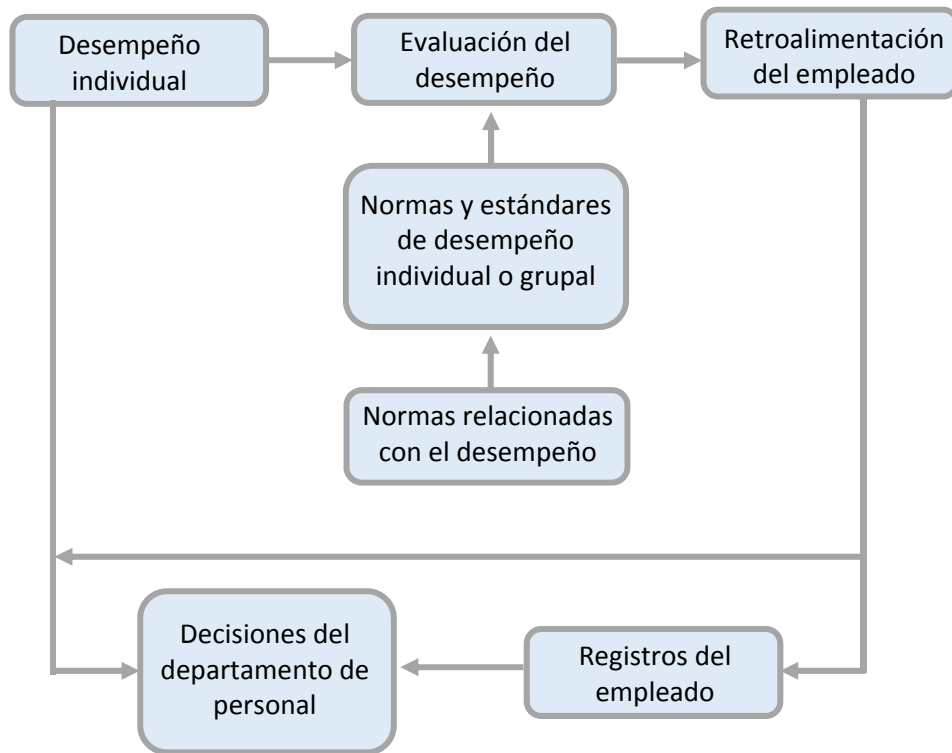 Desempeño
individual
Evaluación del
desempeño
Retroalimentación
del empleado
Normas y estándares
de desempeño
individual o grupal
Normas relacionadas
con el desempeño
Decisiones del
departamento de
personal
Registros del
empleado